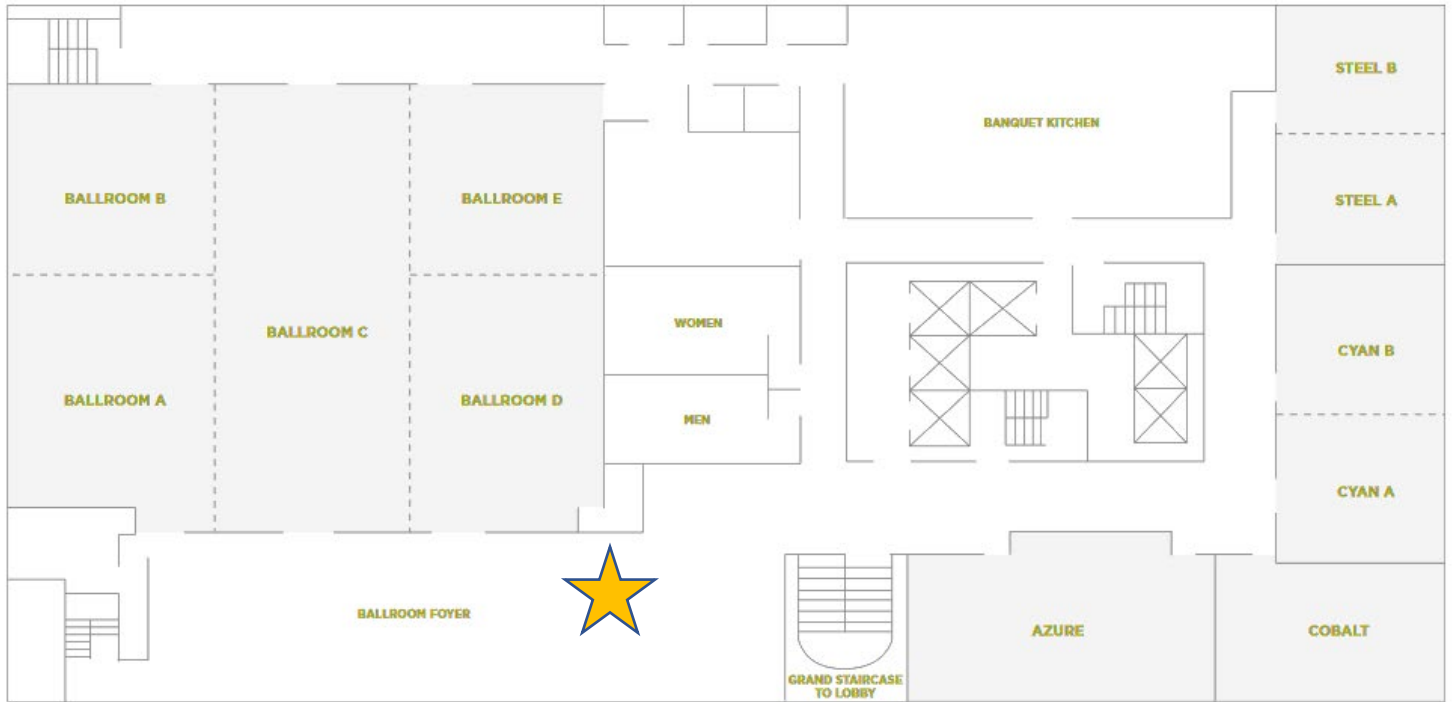 STEEL B
BANQUET KITCHEN
BALLROOM B
BALLROOM E
STEEL A
WOMEN
BALLROOM C
CYAN B
BALLROOM A
BALLROOM D
MEN
CYAN A
BALLROOM FOYER
AZURE
COBALT
GRAND STAIRCASE
TO LOBBY